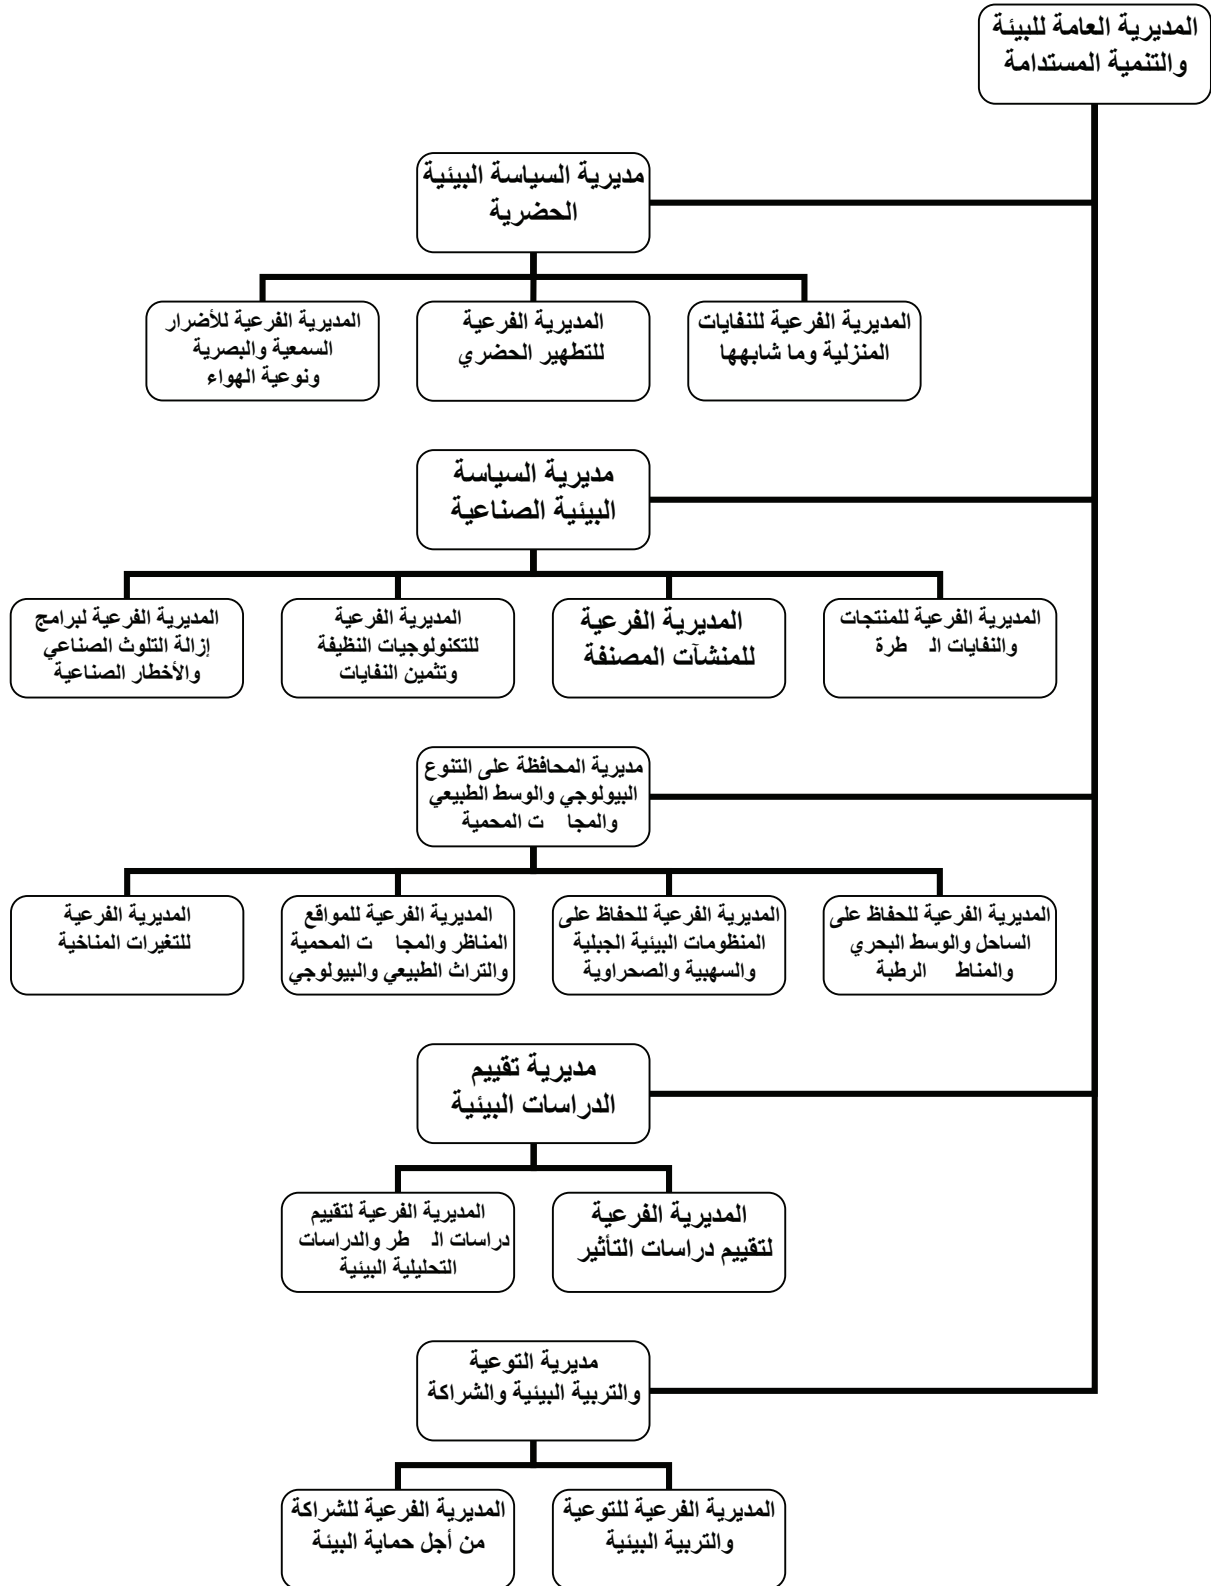 المديرية العامة للبيئة
والتنمية المستدامة
مديرية السياسة البيئية
الحضرية
المديرية الفرعية للنفايات
المنزلية وما شابهها
المديرية الفرعية
للتطهير الحضري
المديرية الفرعية للأضرار
السمعية والبصرية
ونوعية الهواء
مديرية السياسة
البيئية الصناعية
المديرية الفرعية للمنتجات
والنفايات
المديرية الفرعية
للمنشآت المصنفة
المديرية الفرعية
للتكنولوجيات النظيفة
وتثمين النفايات
المديرية الفرعية لبرامج
إزالة التلوث الصناعي
والأخطار الصناعية
مديرية المحافظة على التنوع
البيولوجي والوسط الطبيعي
المحمية
المديرية الفرعية للحفاظ على
الساحل والوسط البحري
الرطبة
المديرية الفرعية للحفاظ على
المنظومات البيئية الجبلية
والسهبية والصحراوية
المديرية الفرعية للمواقع
المناظر المحمية
والتراث الطبيعي والبيولوجي
المديرية الفرعية
للتغيرات المناخية
مديرية تقييم
الدراسات البيئية
المديرية الفرعية
لتقييم دراسات التأثير
المديرية الفرعية لتقييم
دراسات والدراسات
التحليلية البيئية
مديرية التوعية
والتربية البيئية والشراكة
المديرية الفرعية للتوعية
والتربية البيئية
المديرية الفرعية للشراكة
من أجل حماية البيئة